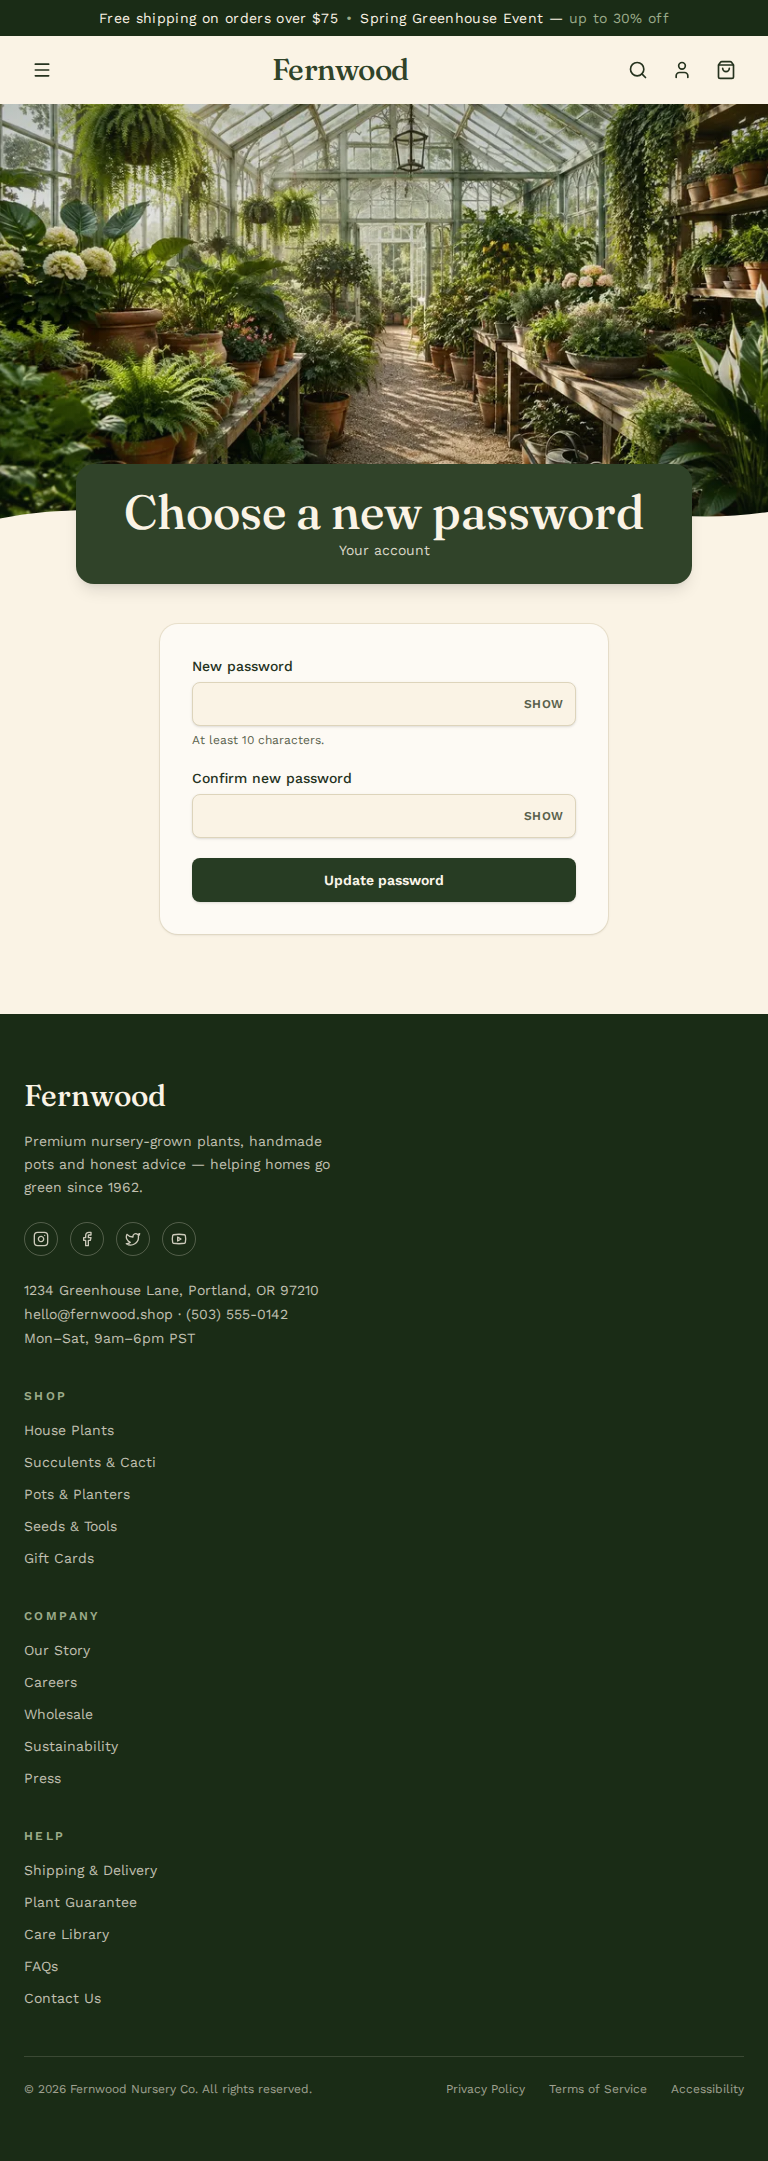 Free shipping on orders over $75 • Spring Greenhouse Event — up to 30% off
Fernwood
Choose a new password
Your account
New password
SHOW
At least 10 characters.
Confirm new password
SHOW
Update password
Fernwood
Premium nursery-grown plants, handmade
pots and honest advice — helping homes go
green since 1962.
1234 Greenhouse Lane, Portland, OR 97210
hello@fernwood.shop · (503) 555-0142
Mon–Sat, 9am–6pm PST
SHOP
House Plants
Succulents & Cacti
Pots & Planters
Seeds & Tools
Gift Cards
COMPANY
Our Story
Careers
Wholesale
Sustainability
Press
HELP
Shipping & Delivery
Plant Guarantee
Care Library
FAQs
Contact Us
© 2026 Fernwood Nursery Co. All rights reserved.
Privacy Policy Terms of Service Accessibility